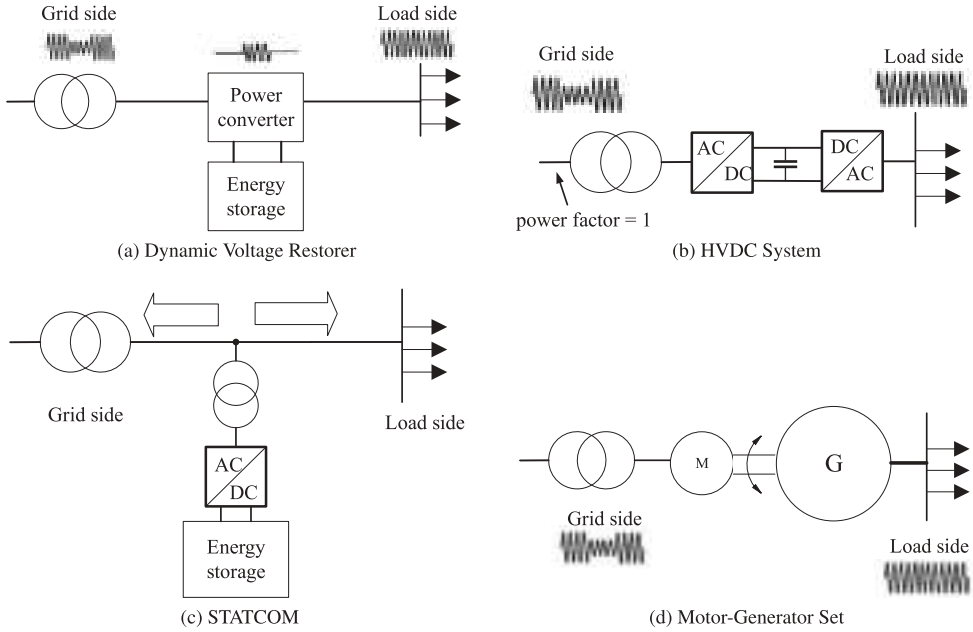 Grid side
Load side
Power
converter
Energy
storage
(a) Dynamic Voltage Restorer
Grid side
Load side
AC
DC
DC
AC
power factor = 1
(b) HVDC System
Grid side
Load side
AC
DC
Energy
storage
(c) STATCOM
M
G
Grid side
Load side
(d) Motor-Generator Set